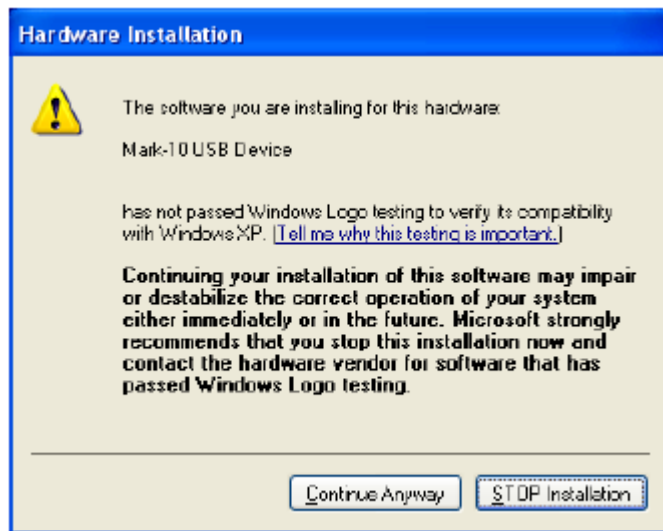 Hardware Installation
The software you are installing for this hardware:
Mark-10 USB Device
has not passed Windows Logo testing to verify its compatibility
with Windows XP. (Tell me why this testing is important.)
Continuing your installation of this software may impair
or destabilize the correct operation of your system
either immediately or in the future. Microsoft strongly
recommends that you stop this installation now and
contact the hardware vendor for software that has
passed Windows Logo testing.
Continue Anyway
STOP Installation